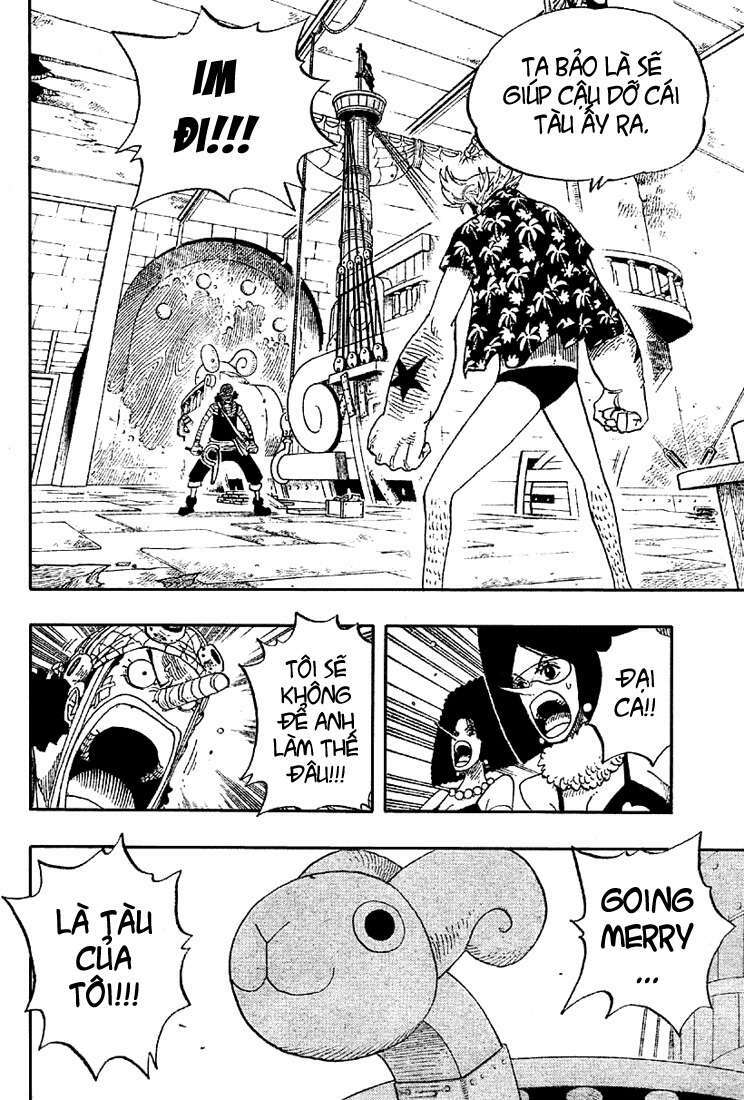 TA BẢO LÀ SẼ
GIÚP CẬU DỠ CÁI
TÀU ẤY RA.
IM
ĐI!!!
ĐẠI
CA!!
TÔI SẼ
KHÔNG
ĐỂ ANH
LÀM THẾ
ĐÂU!!!
GOING
MERRY
...
LÀ TÀU
CỦA
TÔI!!!